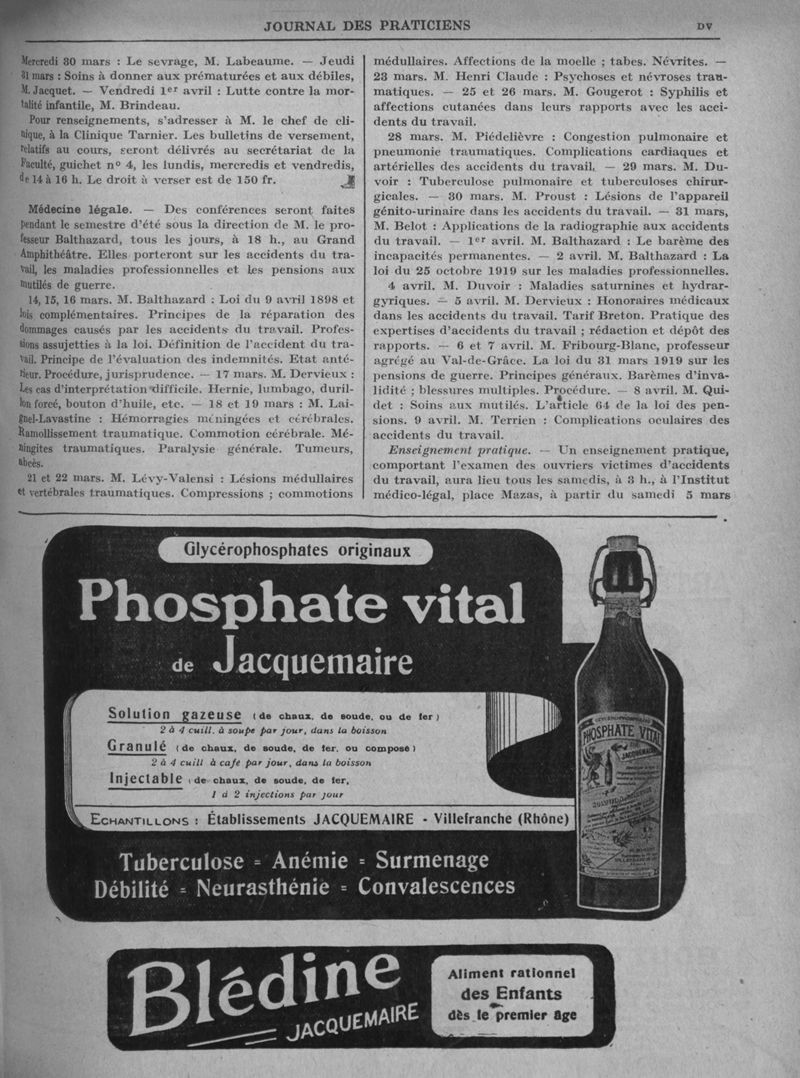 JOURNAL DES PRATICIENS
DV
Mercredi 30 mars : Le sevrage, M. Labeaume. — Jeudi
31 mars : Soins à donner aux prématurées et aux débiles,
M. Jacquet. — Vendredi 1er avril : Lutte contre la mor-
talité infantile, M. Brindeau.
Pour renseignements, s'adresser à M. le chef de cli-
nique, à la Clinique Tarnier. Les bulletins de versement,
relatifs au cours, seront délivrés au secrétariat de la
Faculté, guichet n° 4, les lundis, mercredis et vendredis,
de 14 à 16 h. Le droit à verser est de 150 fr.
Médecine légale. — Des conférences seront faites
pendant le semestre d'été sous la direction de M. le pro-
fesseur Balthazard, tous les jours, à 18 h., au Grand
Amphithéâtre. Elles porteront sur les accidents du tra-
vail, les maladies professionnelles et les pensions aux
mutilés de guerre.
14, 15, 16 mars. M. Balthazard : Loi du 9 avril 1898 et
lois complémentaires. Principes de la réparation des
dommages causés par les accidents du travail. Profes-
sions assujetties à la loi. Définition de l'accident du tra-
vail. Principe de l'évaluation des indemnités. Etat anté-
rieur. Procédure, jurisprudence. — 17 mars. M. Dervieux :
Les cas d'interprétation difficile. Hernie, lumbago, duril-
lon forcé, bouton d'huile, etc. — 18 et 19 mars : M. Lai-
gnel-Lavastine : Hémorragies méningées et cérébrales.
Ramollissement traumatique. Commotion cérébrale. Mé-
ningites traumatiques. Paralysie générale. Tumeurs,
abcès.
21 et 22 mars. M. Lévy-Valensi : Lésions médullaires
et vertébrales traumatiques. Compressions ; commotions
médullaires. Affections de la moelle ; tabes. Névrites. —
23 mars. M. Henri Claude : Psychoses et névroses trau-
matiques. — 25 et 26 mars. M. Gougerot : Syphilis et
affections cutanées dans leurs rapports avec les acci-
dents du travail.
28 mars. M. Piédelièvre : Congestion pulmonaire et
pneumonie traumatiques. Complications cardiaques et
artérielles des accidents du travail. — 29 mars. M. Du-
voir : Tuberculose pulmonaire et tuberculoses chirur-
gicales. — 30 mars. M. Proust : Lésions de l'appareil
génito-urinaire dans les accidents du travail. — 31 mars,
M. Belot : Applications de la radiographie aux accidents
du travail. — 1er avril. M. Balthazard : Le barème des
incapacités permanentes. — 2 avril. M. Balthazard : La
loi du 25 octobre 1919 sur les maladies professionnelles.
4 avril. M. Duvoir : Maladies saturnines et hydrar-
gyriques. — 5 avril. M. Dervieux : Honoraires médicaux
dans les accidents du travail. Tarif Breton. Pratique des
expertises d'accidents du travail ; rédaction et dépôt des
rapports. — 6 et 7 avril. M. Fribourg-Blanc, professeur
agrégé au Val-de-Grâce. La loi du 31 mars 1919 sur les
pensions de guerre. Principes généraux. Barèmes d'inva-
lidité ; blessures multiples. Procédure. — 8 avril. M. Qui-
det : Soins aux mutilés. L'article 64 de la loi des pen-
sions. 9 avril. M. Terrien : Complications oculaires des
accidents du travail.
Enseignement pratique. — Un enseignement pratique,
comportant l'examen des ouvriers victimes d'accidents
du travail, aura lieu tous les samedis, à 3 h., à l'Institut
médico-légal, place Mazas, à partir du samedi 5 mars
Glycérophosphates originaux
Phosphate vital
de Jacquemaire
Solution gazeuse (de chaux, de soude, ou de fer)
2 à 4 cuill. à soupe par jour, dans la boisson
Granulé (de chaux, de soude, de fer, ou composé)
2 à 4 cuill à café par jour, dans la boisson
Injectable (de chaux, de soude, de fer,
1 à 2 injections par jour
ECHANTILLONS : Établissements JACQUEMAIRE - Villefranche (Rhône)
Tuberculose = Anémie = Surmenage
Débilité = Neurasthénie = Convalescences
PHOSPHATE VITAL
JACQUEMAIRE
Blédine
JACQUEMAIRE
Aliment rationnel
des Enfants
dès le premier âge